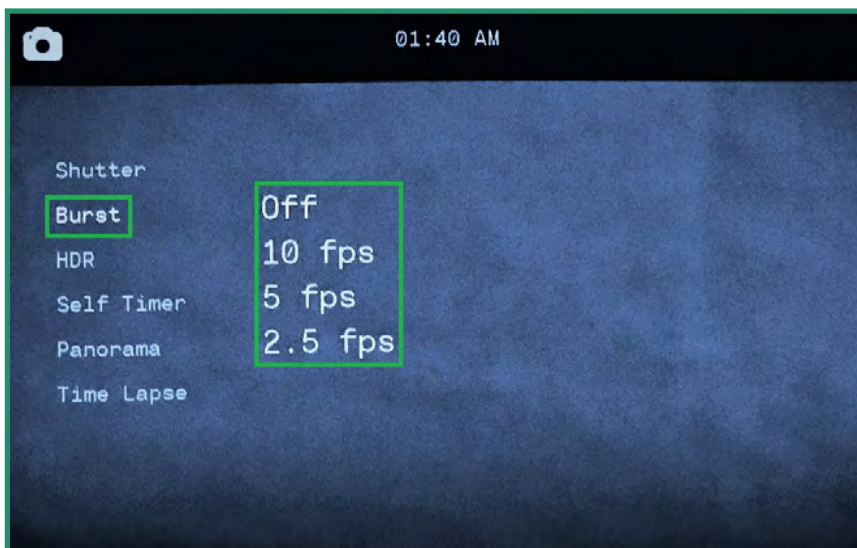 01:40 AM
Shutter
Burst
HDR
Self Timer
Panorama
Time Lapse
Off
10 fps
5 fps
2.5 fps